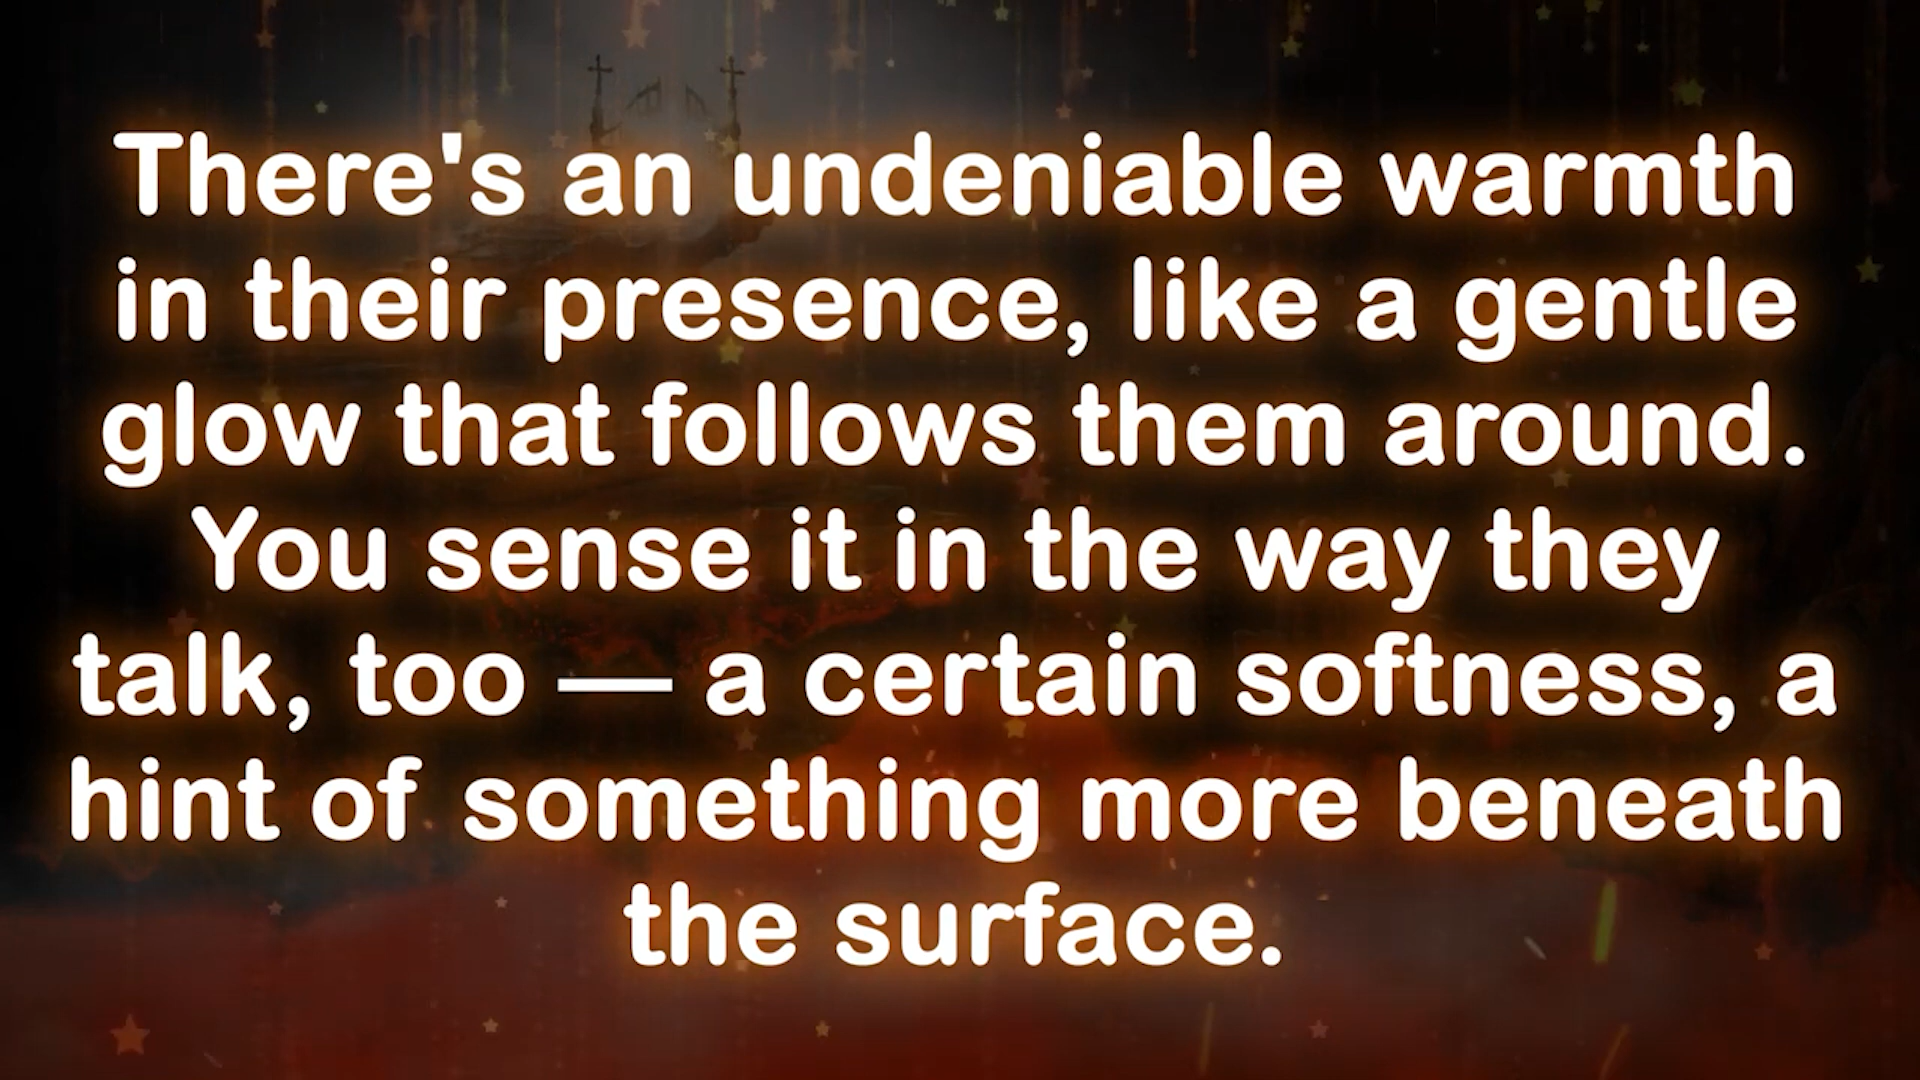 There's an undeniable warmth
in their presence, like a gentle
glow that follows them around.
You sense it in the way they
talk, too — a certain softness, a
hint of something more beneath
the surface.